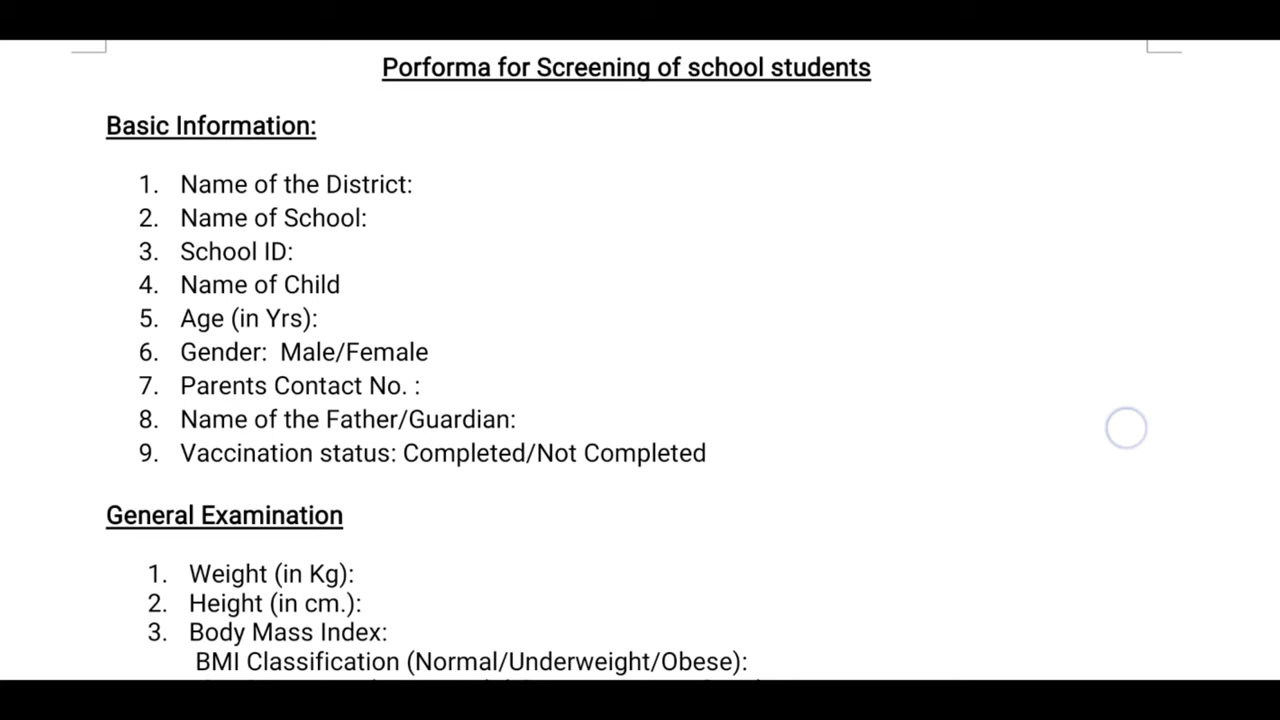 Porforma for Screening of school students
Basic Information:
1. Name of the District:
2. Name of School:
3. School ID:
4. Name of Child
5. Age (in Yrs):
6. Gender: Male/Female
7. Parents Contact No. :
8. Name of the Father/Guardian:
9. Vaccination status: Completed/Not Completed
General Examination
1. Weight (in Kg):
2. Height (in cm.):
3. Body Mass Index:
BMI Classification (Normal/Underweight/Obese):